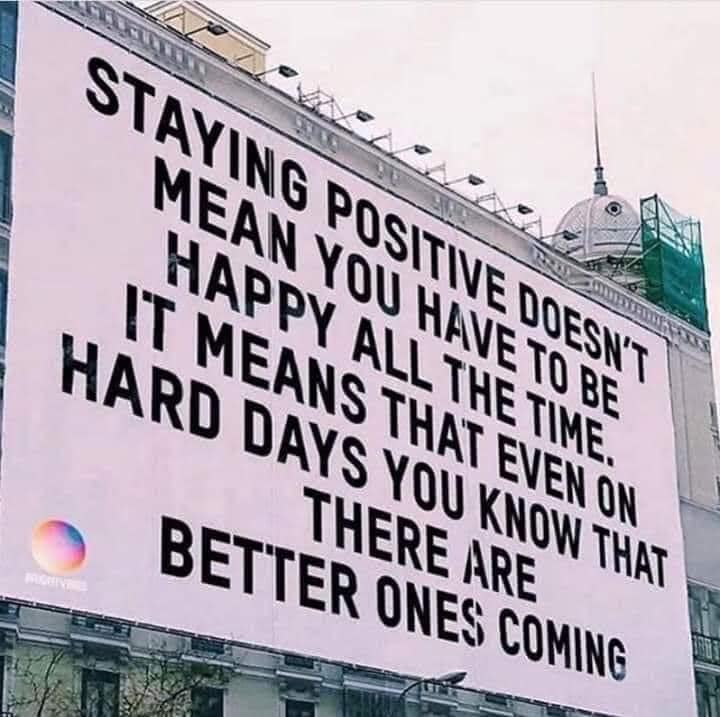 STAYING POSITIVE DOESN'T
MEAN YOU HAVE TO BE
HAPPY ALL THE TIME.
IT MEANS THAT EVEN ON
HARD DAYS YOU KNOW THAT
THERE ARE
BETTER ONES COMING
BRIGHTVIBES